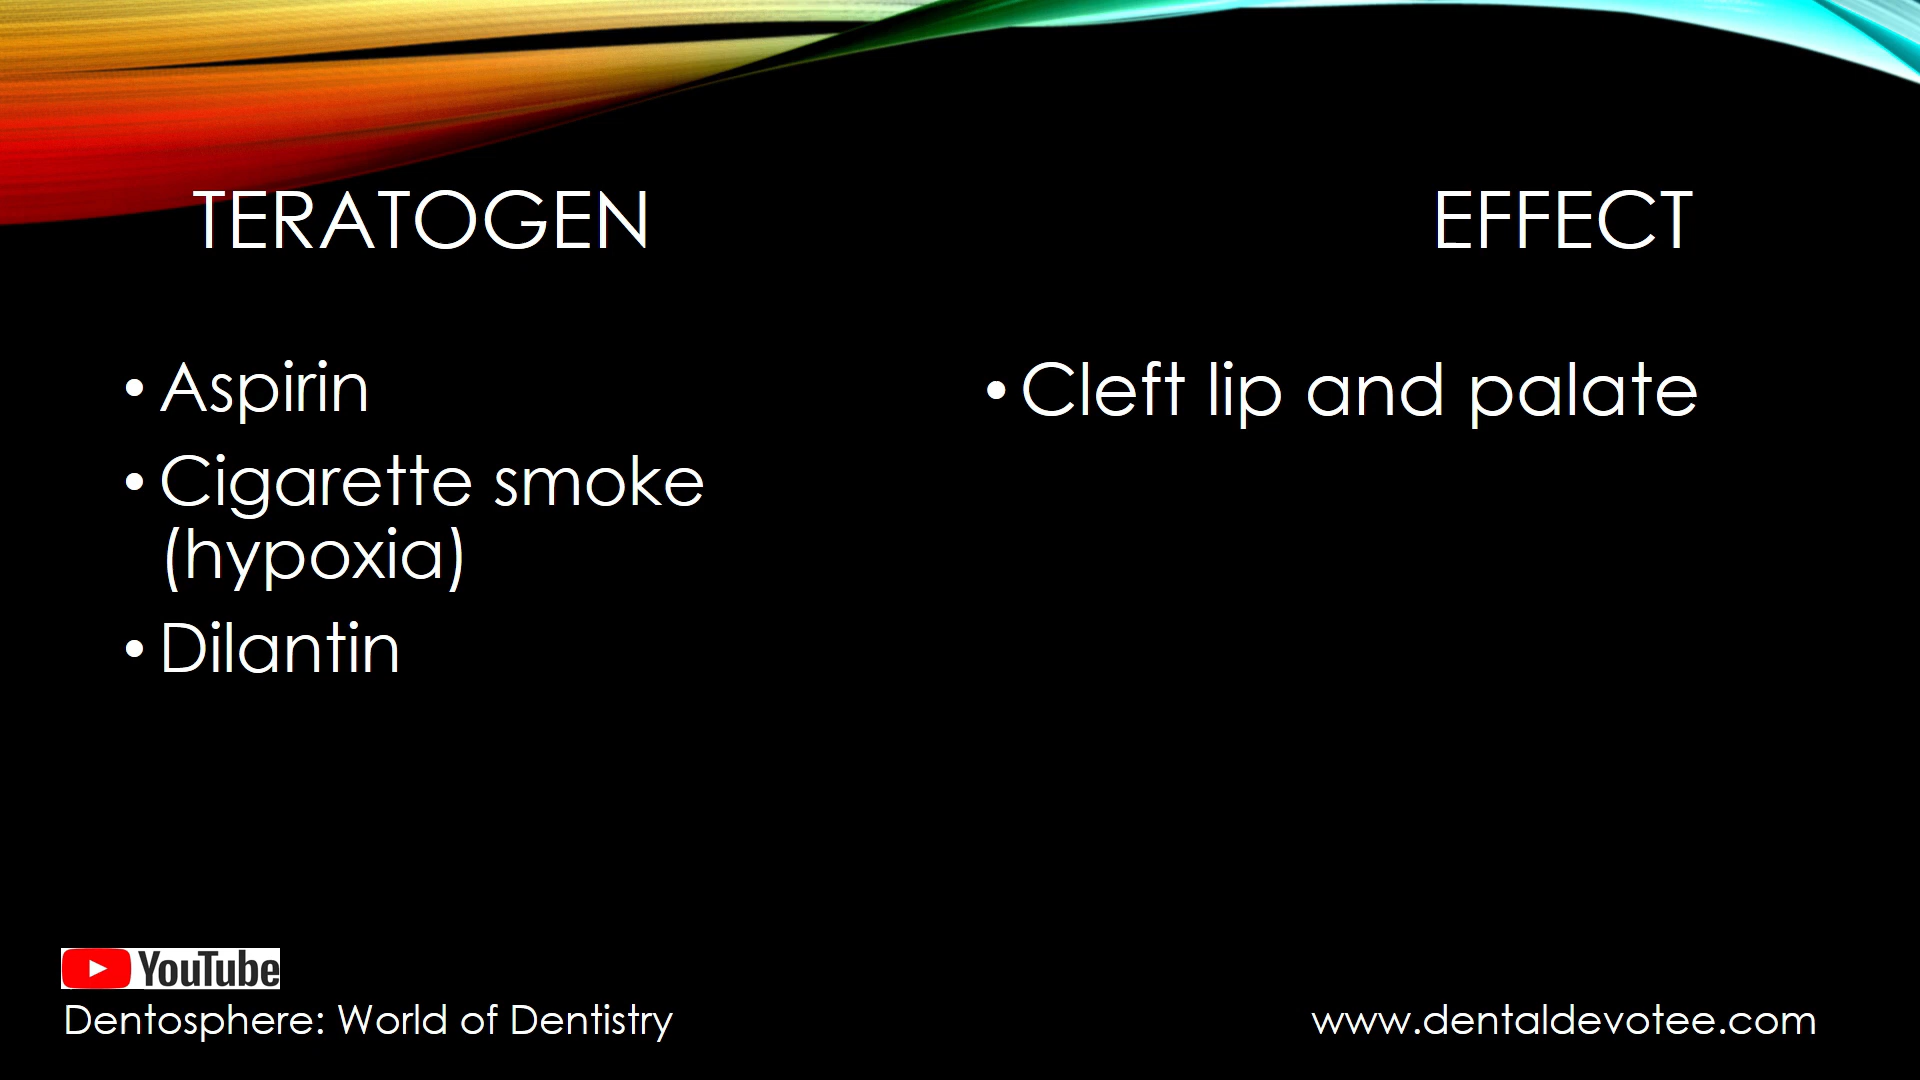 TERATOGEN
EFFECT
• Aspirin
• Cigarette smoke
(hypoxia)
• Dilantin
• Cleft lip and palate
YouTube
Dentosphere: World of Dentistry
www.dentaldevotee.com